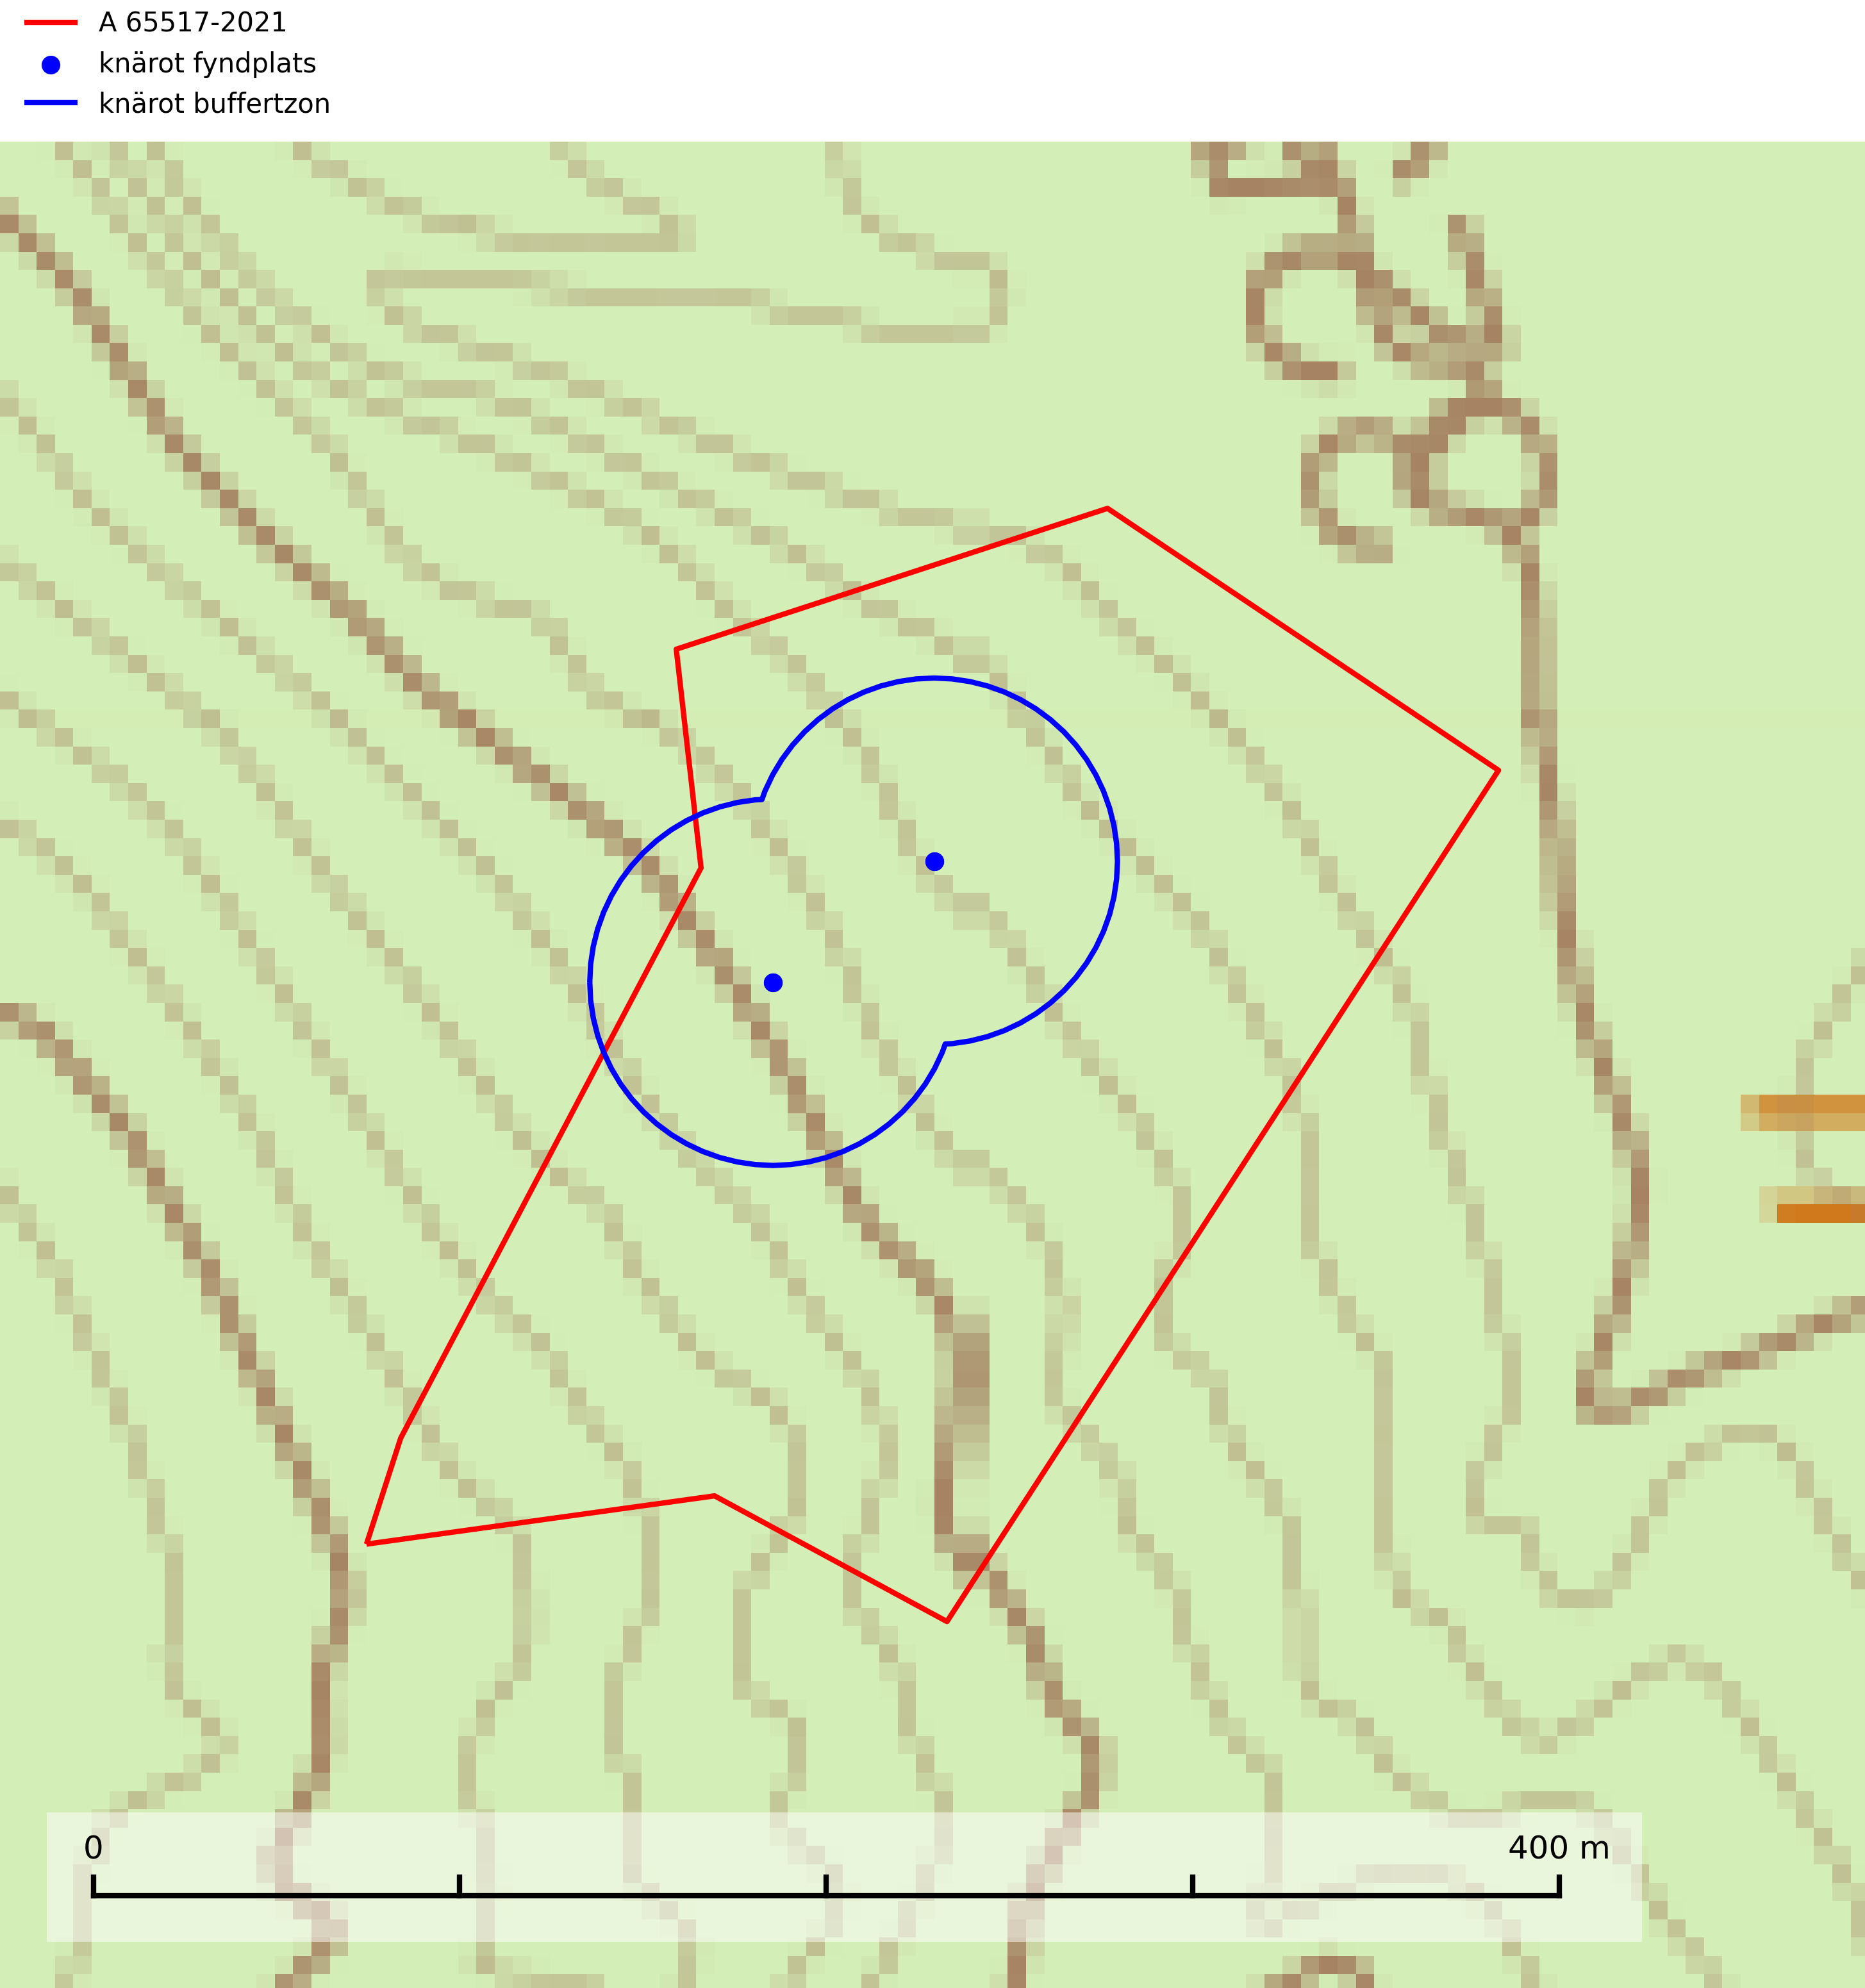 A 65517-2021
knärot fyndplats
knärot buffertzon
0
400 m